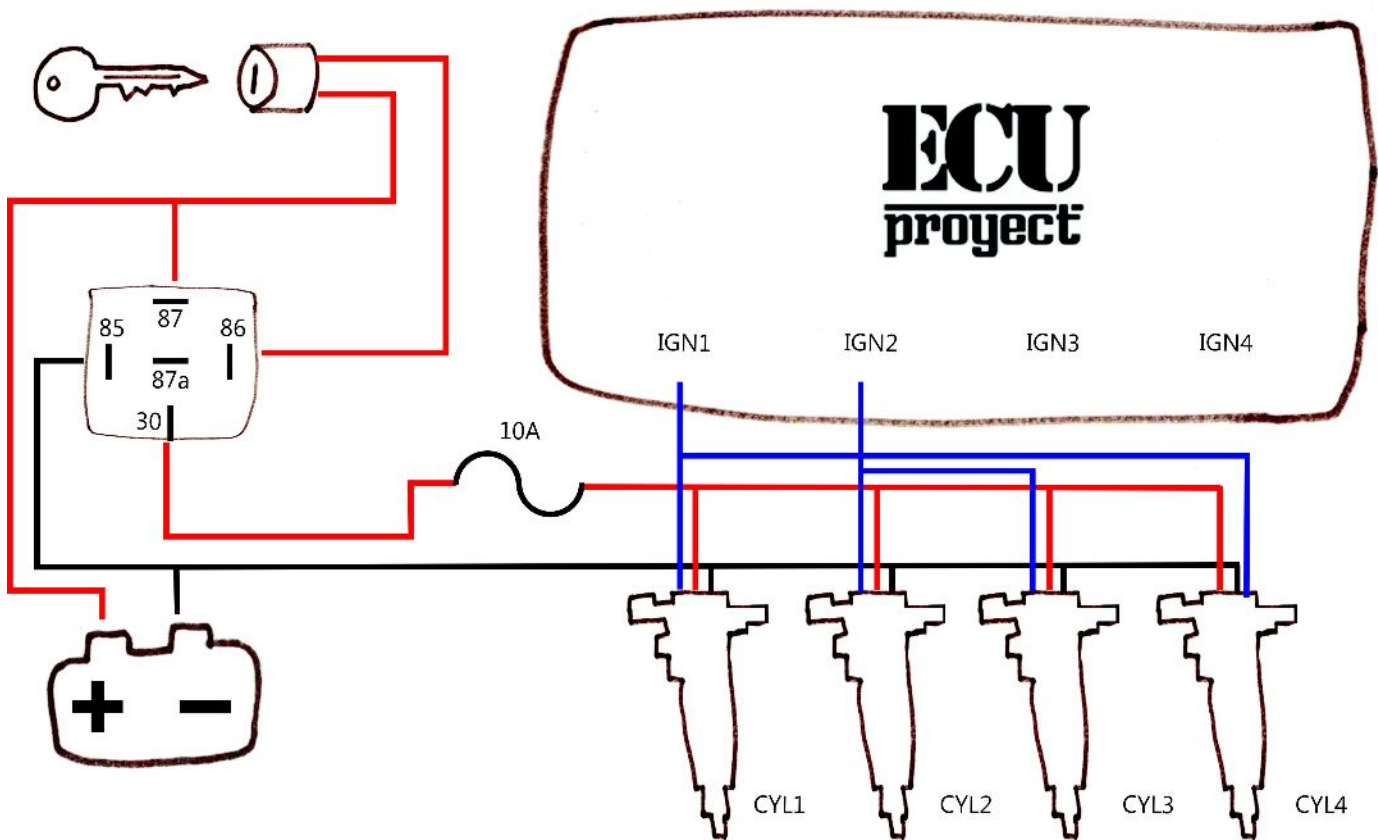 ECU
proyect
87
85
86
87a
30
IGN1
IGN2
IGN3
IGN4
10A
+
-
CYL1
CYL2
CYL3
CYL4